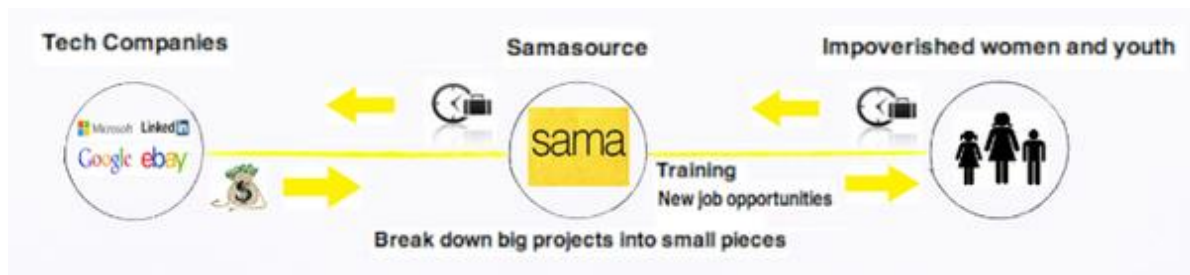 Tech Companies
Samasource
Impoverished women and youth
Microsoft LinkedIn
Google ebay
$
sama
Training
New job opportunities
Break down big projects into small pieces